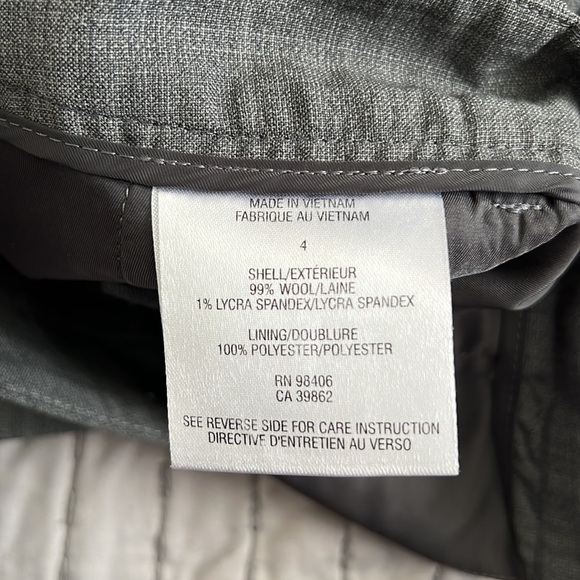 MADE IN VIETNAM
FABRIQUE AU VIETNAM
4
SHELL/EXTÉRIEUR
99% WOOL/LAINE
1% LYCRA SPANDEX/LYCRA SPANDEX
LINING/DOUBLURE
100% POLYESTER/POLYESTER
RN 98406
CA 39862
SEE REVERSE SIDE FOR CARE INSTRUCTION
DIRECTIVE D'ENTRETIEN AU VERSO